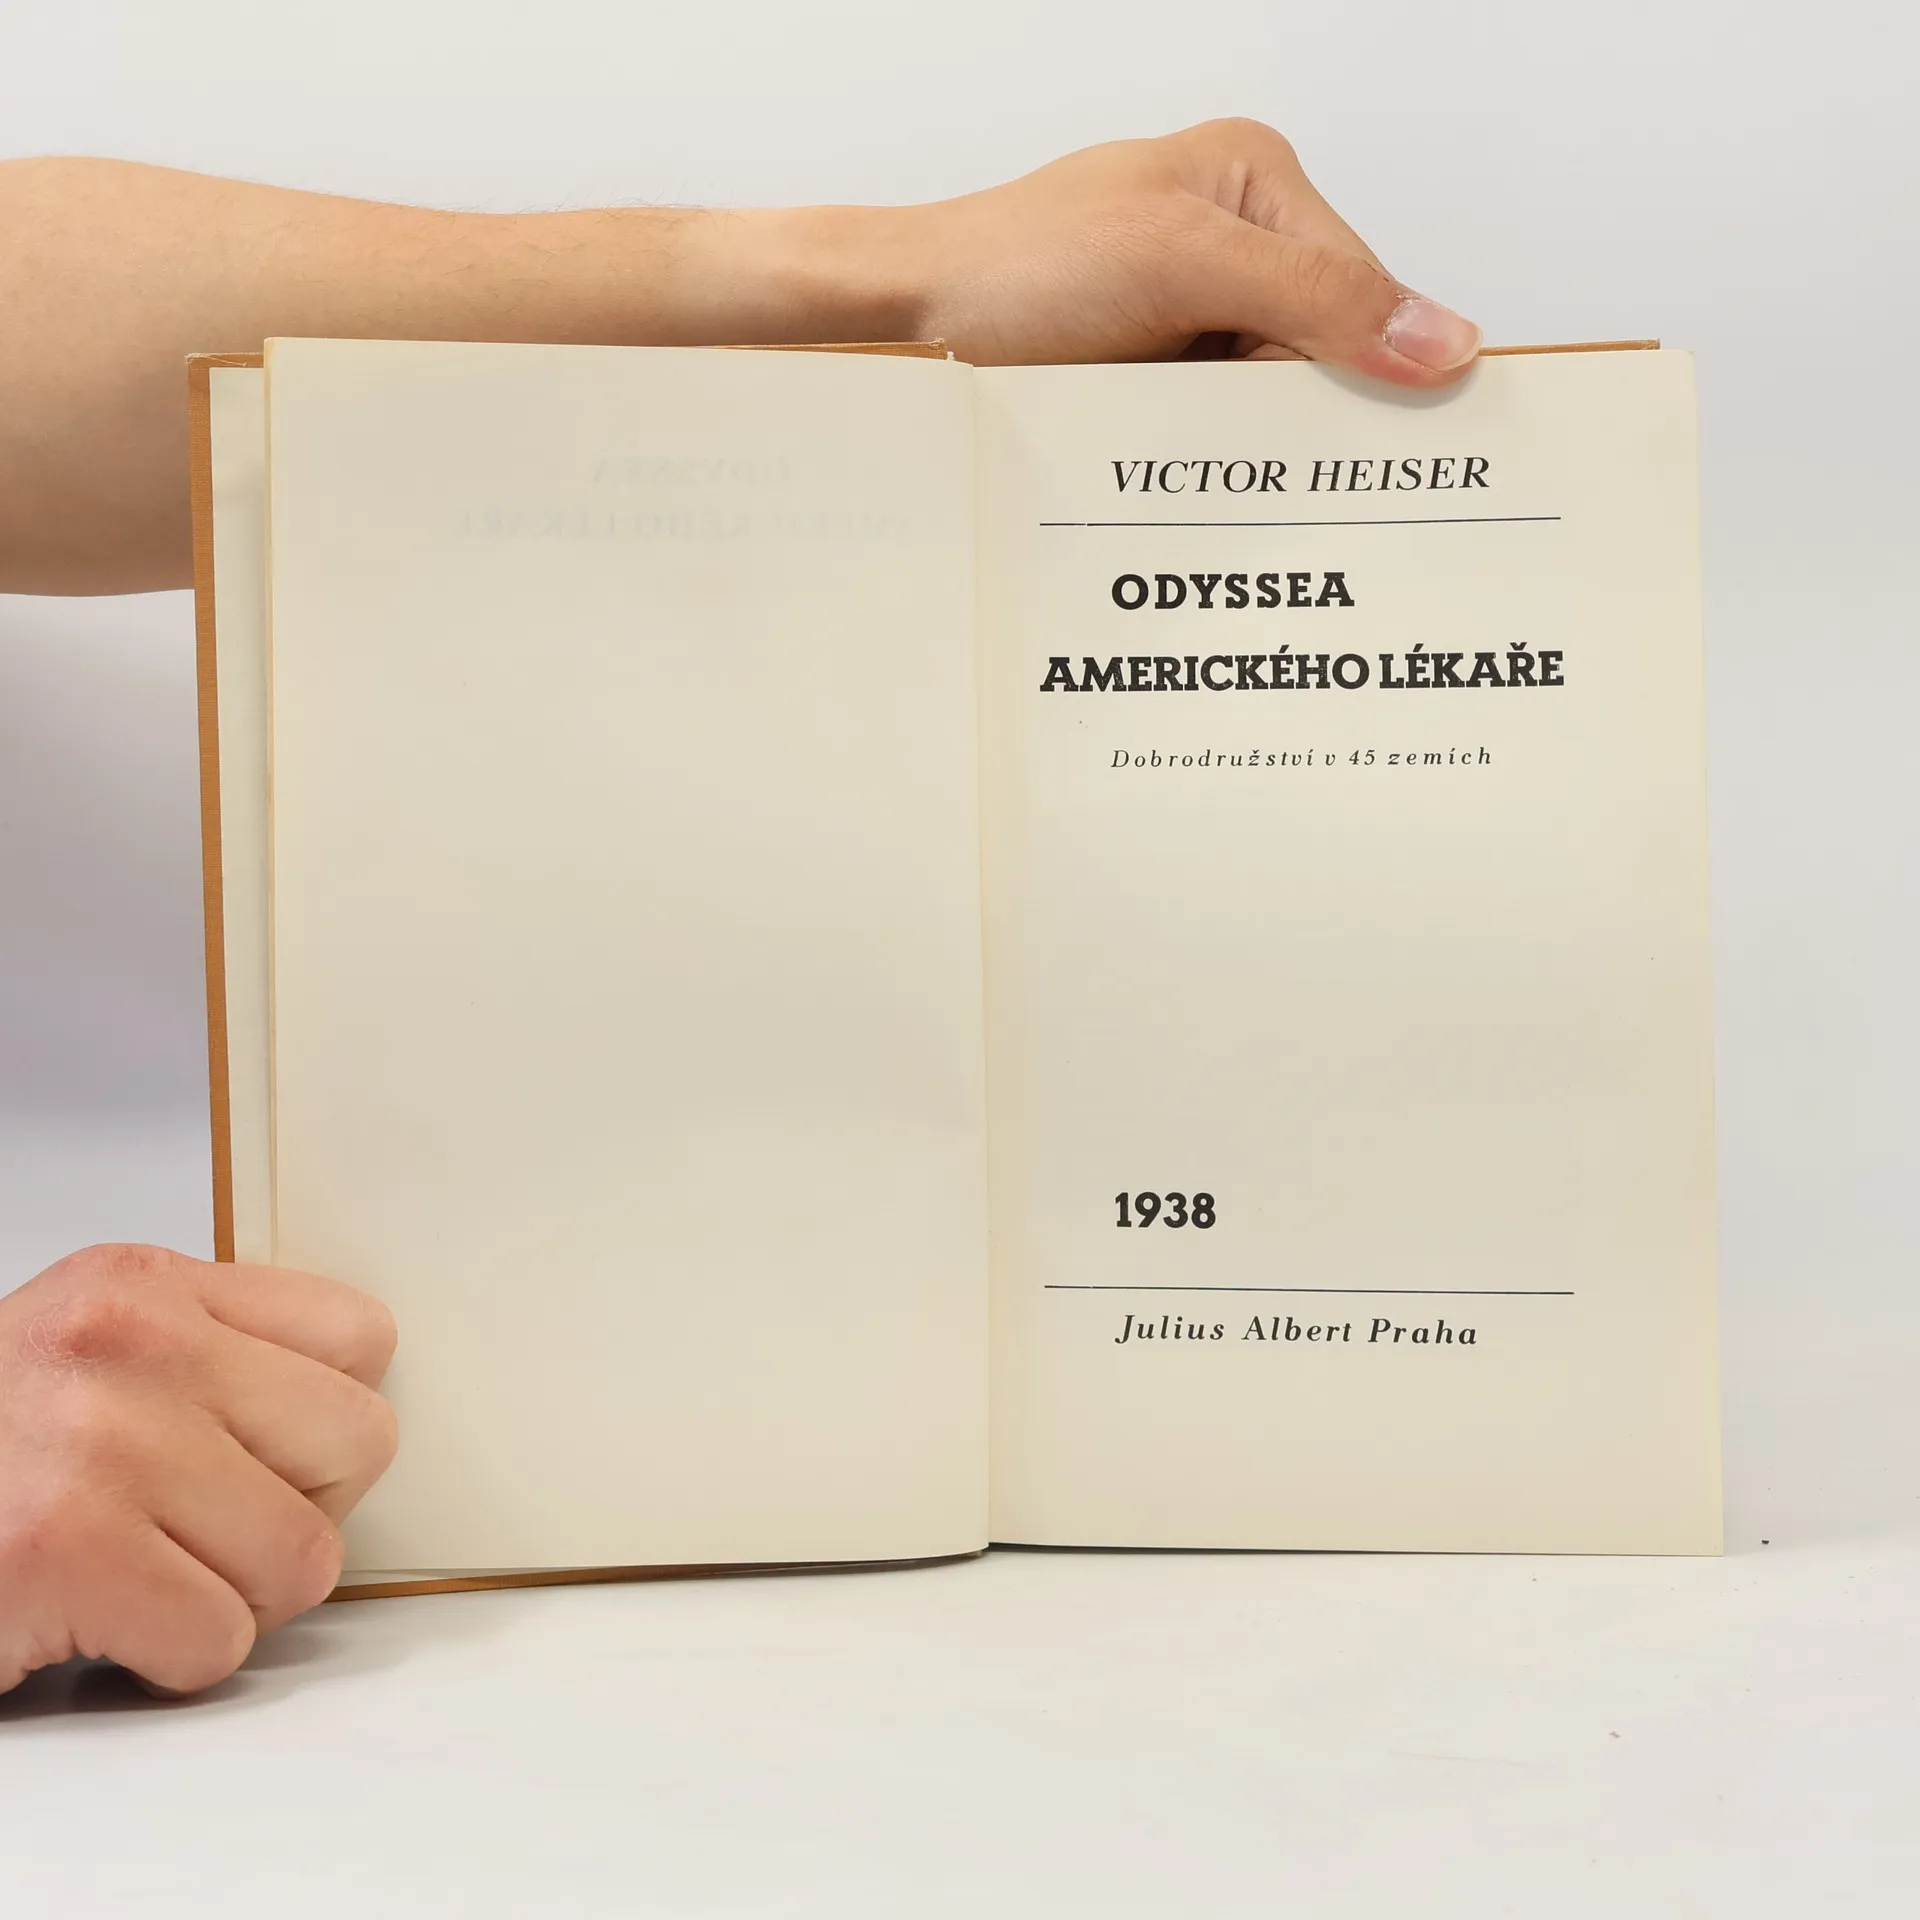 VICTOR HEISER
ODYSSEA
AMERICKÉHO LÉKAŘE
Dobrodružství v 45 zemích
1938
Julius Albert Praha